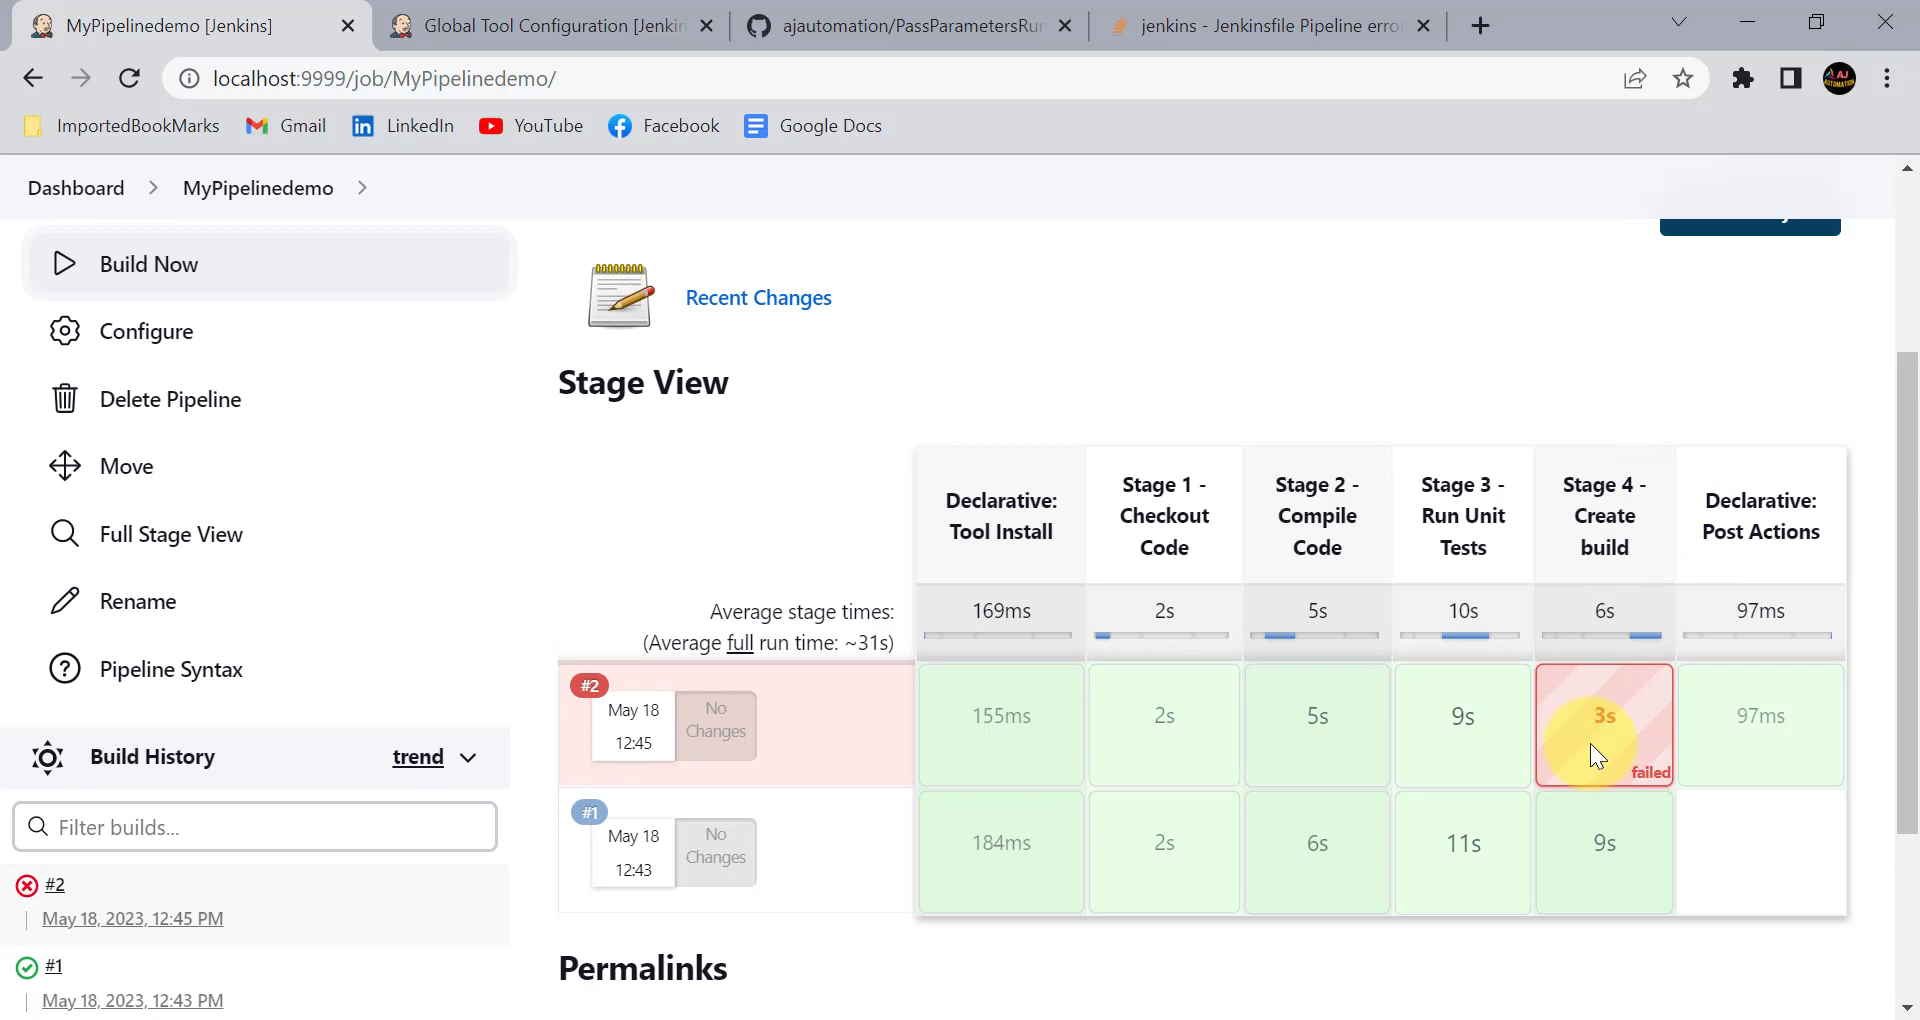 MyPipelinedemo [Jenkins]
Global Tool Configuration [Jenkin
ajautomation/PassParametersRun
jenkins - Jenkinsfile Pipeline erro
localhost:9999/job/MyPipelinedemo/
ImportedBookMarks
Gmail
LinkedIn
YouTube
Facebook
Google Docs
Dashboard
MyPipelinedemo
Build Now
Configure
Delete Pipeline
Move
Full Stage View
Rename
Pipeline Syntax
Build History
trend
Filter builds...
#2
May 18, 2023, 12:45 PM
#1
May 18, 2023, 12:43 PM
Recent Changes
Stage View
Declarative:
Tool Install
Stage 1 -
Checkout
Code
Stage 2 -
Compile
Code
Stage 3 -
Run Unit
Tests
Stage 4 -
Create
build
Declarative:
Post Actions
Average stage times:
(Average full run time: ~31s)
169ms
2s
5s
10s
6s
97ms
#2
May 18
12:45
No
Changes
155ms
2s
5s
9s
3s
failed
97ms
#1
May 18
12:43
No
Changes
184ms
2s
6s
11s
9s
Permalinks